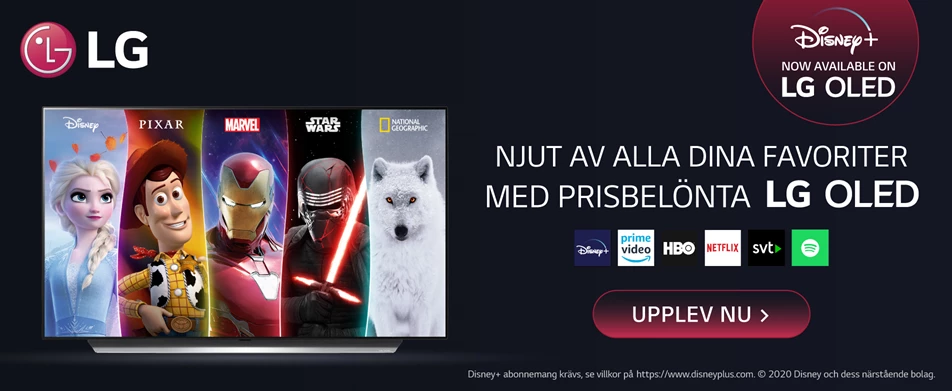 LG
Disney+
NOW AVAILABLE ON
LG OLED
Disney
PIXAR
MARVEL
STAR
WARS
NATIONAL
GEOGRAPHIC
NJUT AV ALLA DINA FAVORITER
MED PRISBELÖNTA LG OLED
Disney+ prime video HBO NETFLIX svt
UPPLEV NU >
Disney+ abonnemang krävs, se villkor på https://www.disneyplus.com. © 2020 Disney och dess närstående bolag.